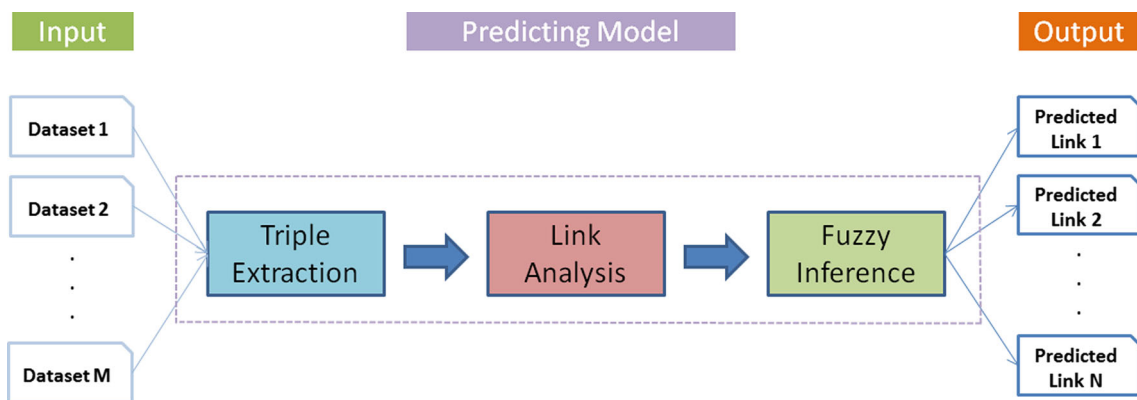 Input
Predicting Model
Output
Dataset 1
Dataset 2
.
.
.
Dataset M
Triple
Extraction
Link
Analysis
Fuzzy
Inference
Predicted
Link 1
Predicted
Link 2
.
.
.
Predicted
Link N